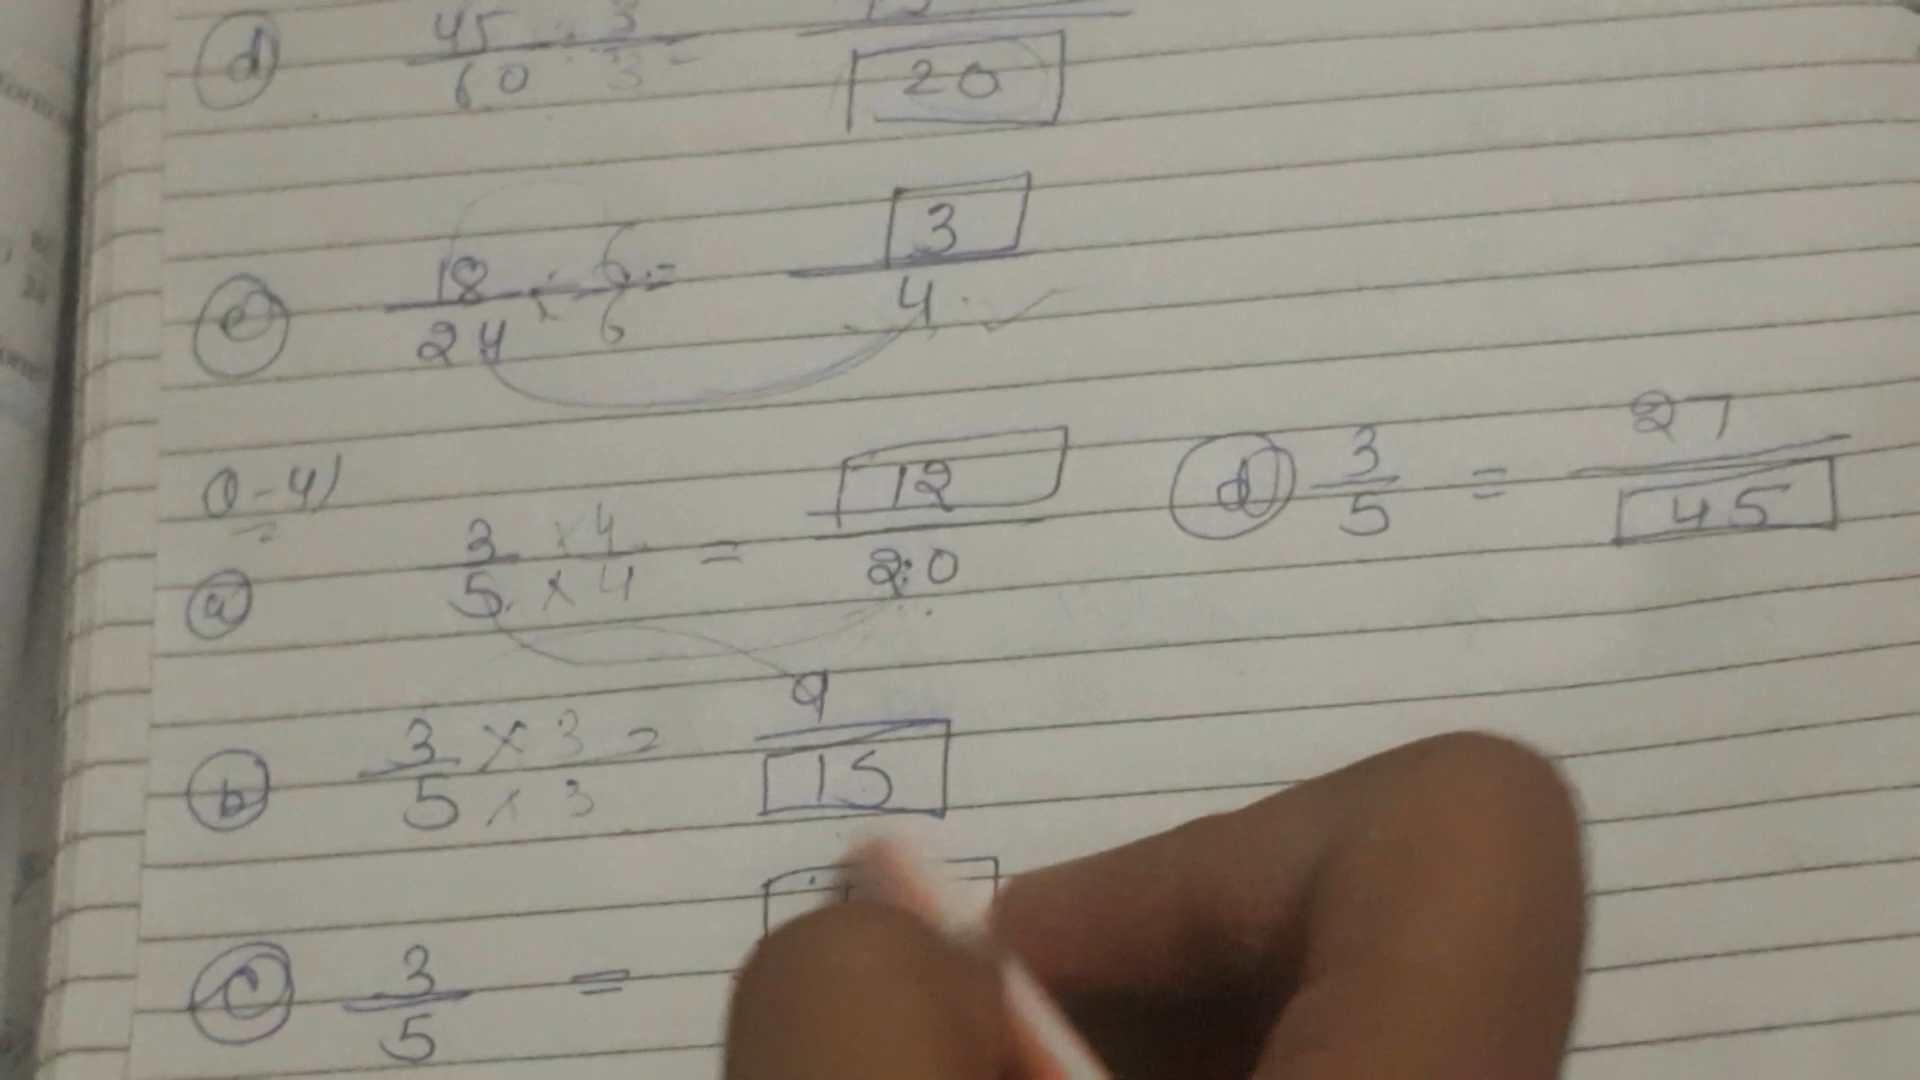 (d) 45/60 ÷ 3/3 = 15/20
(e) 18/24 ÷ 6/6 = 3/4 ✓
Q-4)
(a) 3/5 × 4/4 = 12/20
(d) 3/5 = 27/45
(b) 3/5 × 3/3 = 9/15
(c) 3/5 =